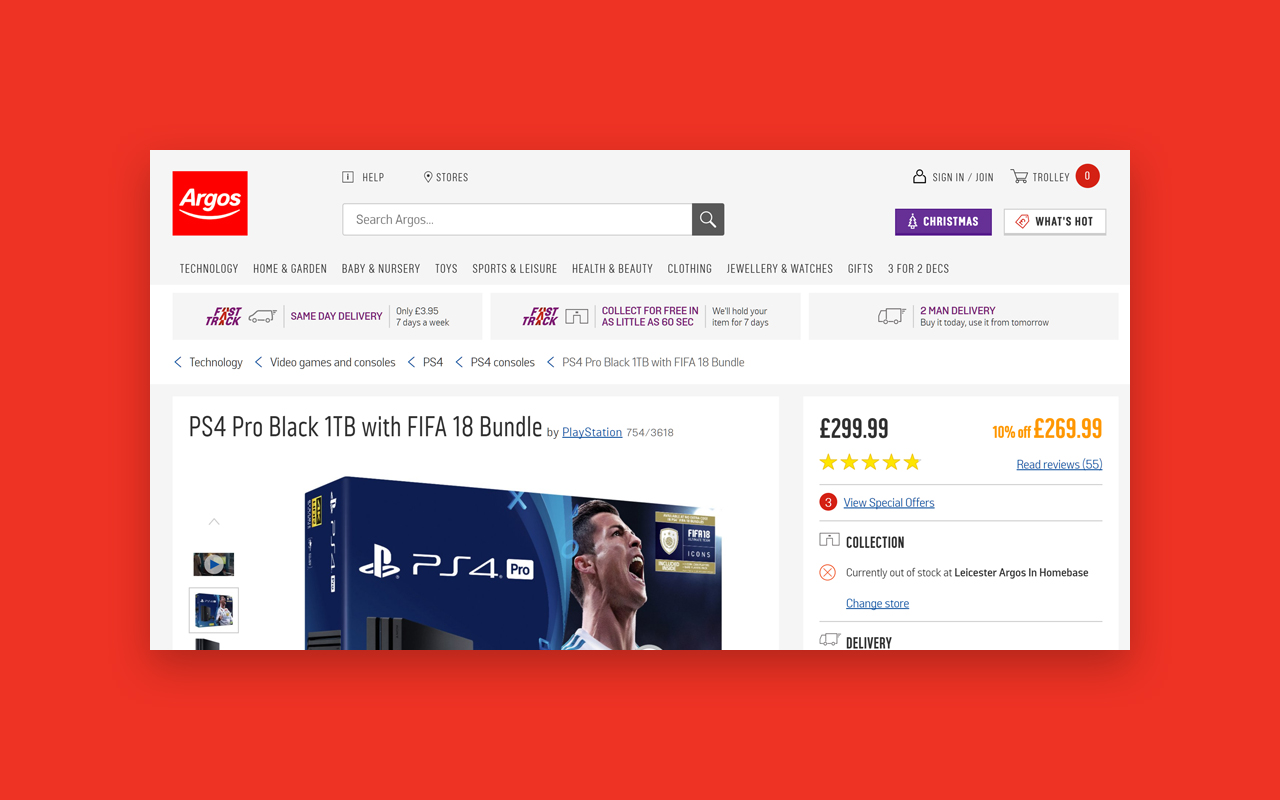 Argos
HELP
STORES
SIGN IN / JOIN
TROLLEY
0
Search Argos...
CHRISTMAS
WHAT'S HOT
TECHNOLOGY HOME & GARDEN BABY & NURSERY TOYS SPORTS & LEISURE HEALTH & BEAUTY CLOTHING JEWELLERY & WATCHES GIFTS 3 FOR 2 DECS
FAST
TRACK
SAME DAY DELIVERY
Only £3.95
7 days a week
FAST
TRACK
COLLECT FOR FREE IN
AS LITTLE AS 60 SEC
We'll hold your
item for 7 days
2 MAN DELIVERY
Buy it today, use it from tomorrow
Technology Video games and consoles PS4 PS4 consoles PS4 Pro Black 1TB with FIFA 18 Bundle
PS4 Pro Black 1TB with FIFA 18 Bundle by PlayStation 754/3618
PS4 Pro
FIFA18
ULTIMATE TEAM
ICONS
INCLUDED
INSIDE
£299.99
10% off £269.99
Read reviews (55)
3 View Special Offers
COLLECTION
Currently out of stock at Leicester Argos In Homebase
Change store
DELIVERY